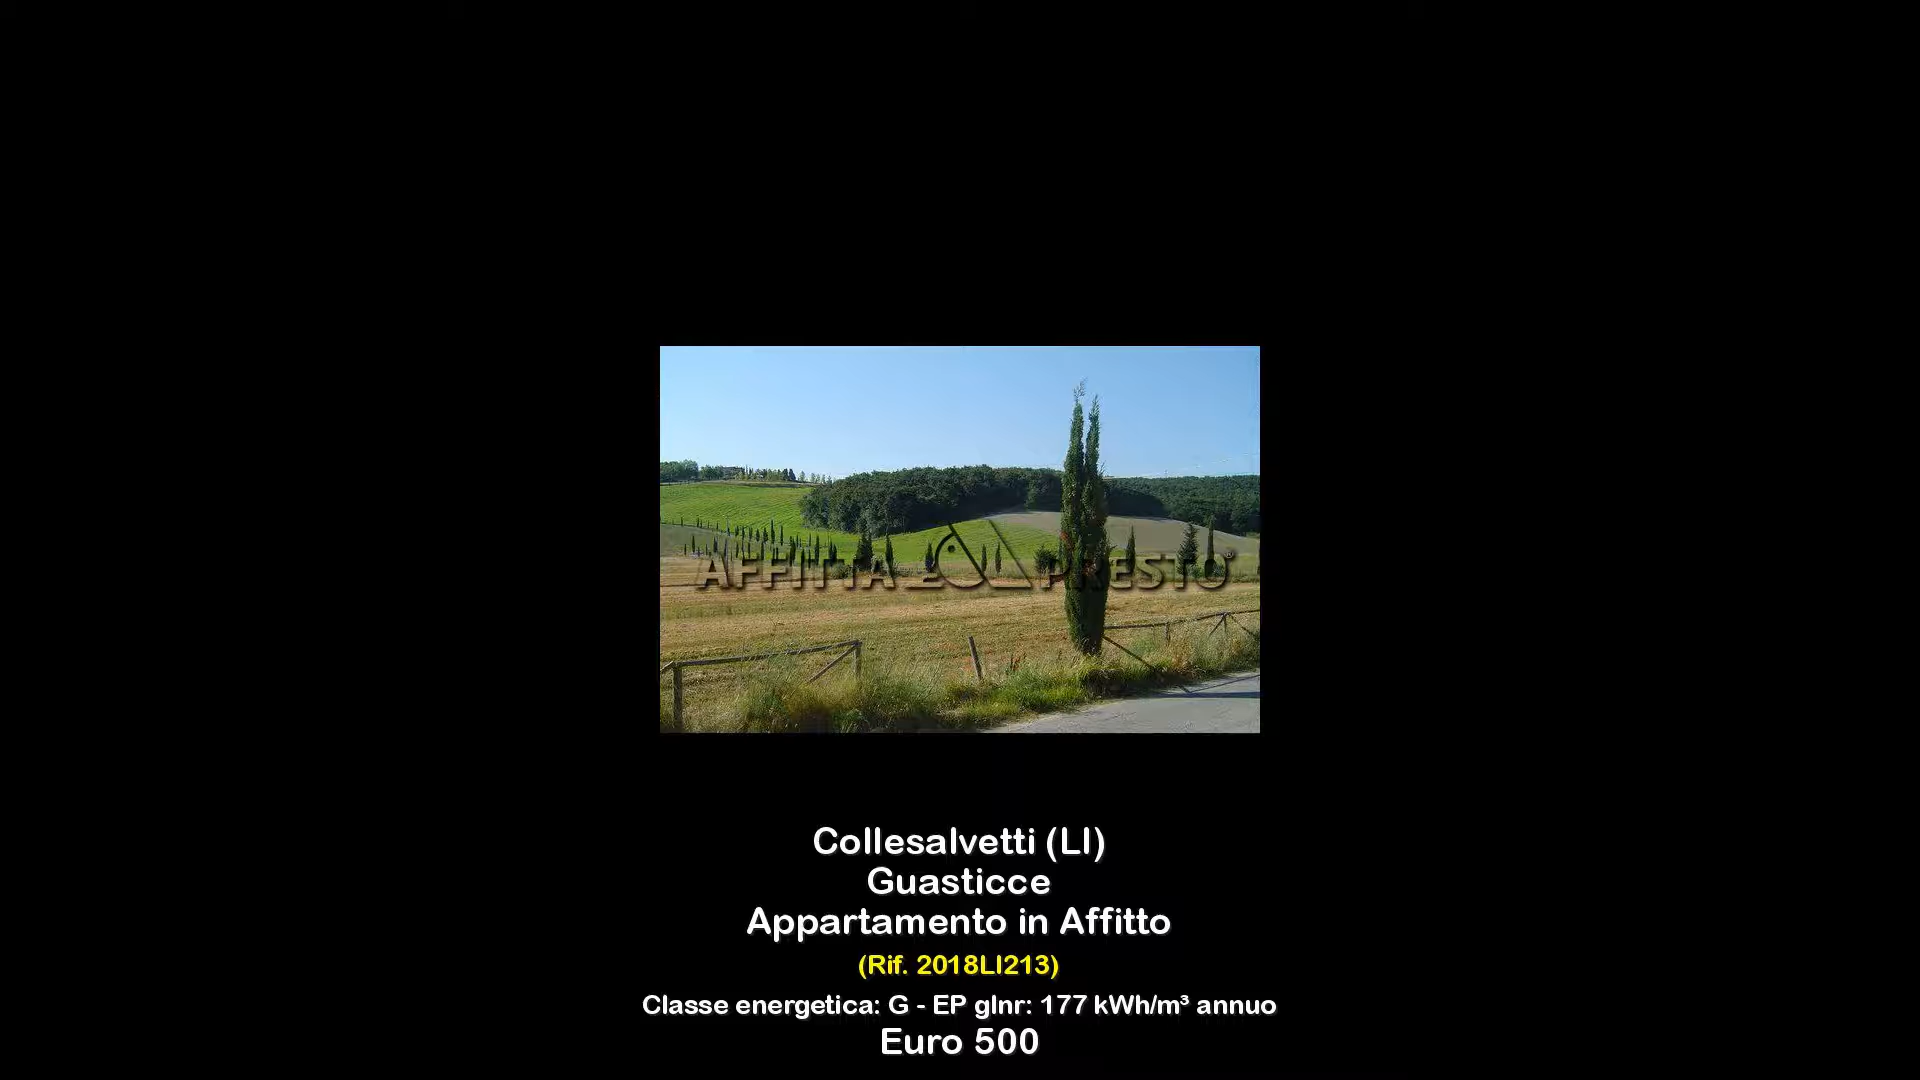 AFFITTA PRESTO®
Collesalvetti (LI)
Guasticce
Appartamento in Affitto
(Rif. 2018LI213)
Classe energetica: G - EP glnr: 177 kWh/m³ annuo
Euro 500